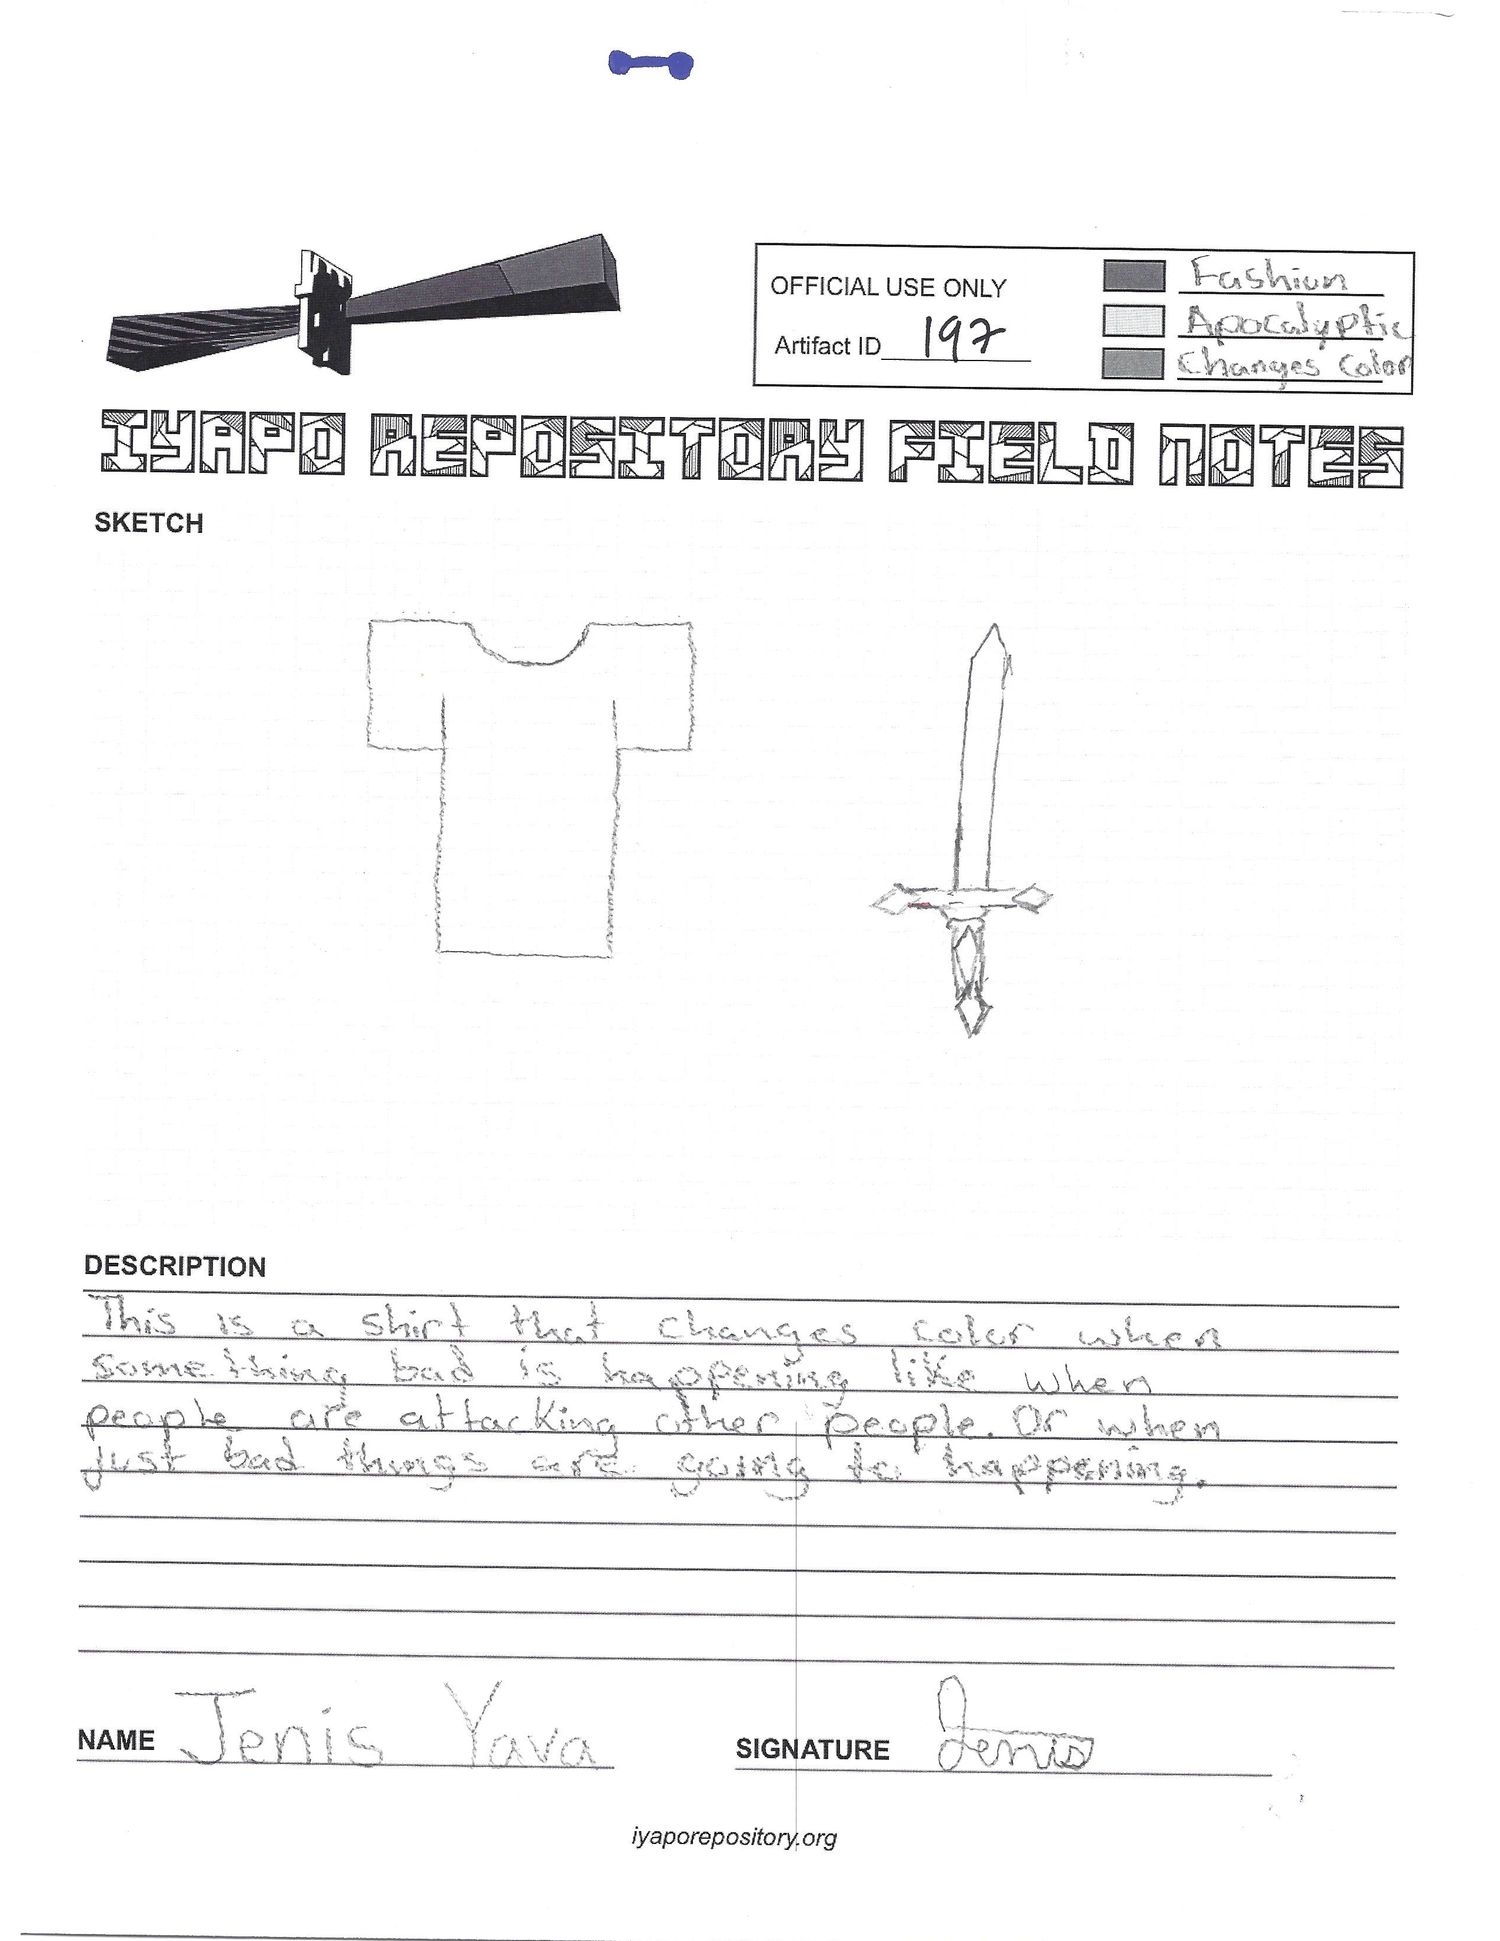 OFFICIAL USE ONLY
Artifact ID 197
Fashion
Apocalyptic
Changes Color
IYAPO REPOSITORY FIELD NOTES
SKETCH
DESCRIPTION
This is a shirt that changes color when
something bad is happening like when
people are attacking other people. Or when
just bad things are going to happening.
NAME Jenis Yava
SIGNATURE Jenis
iyaporepository.org